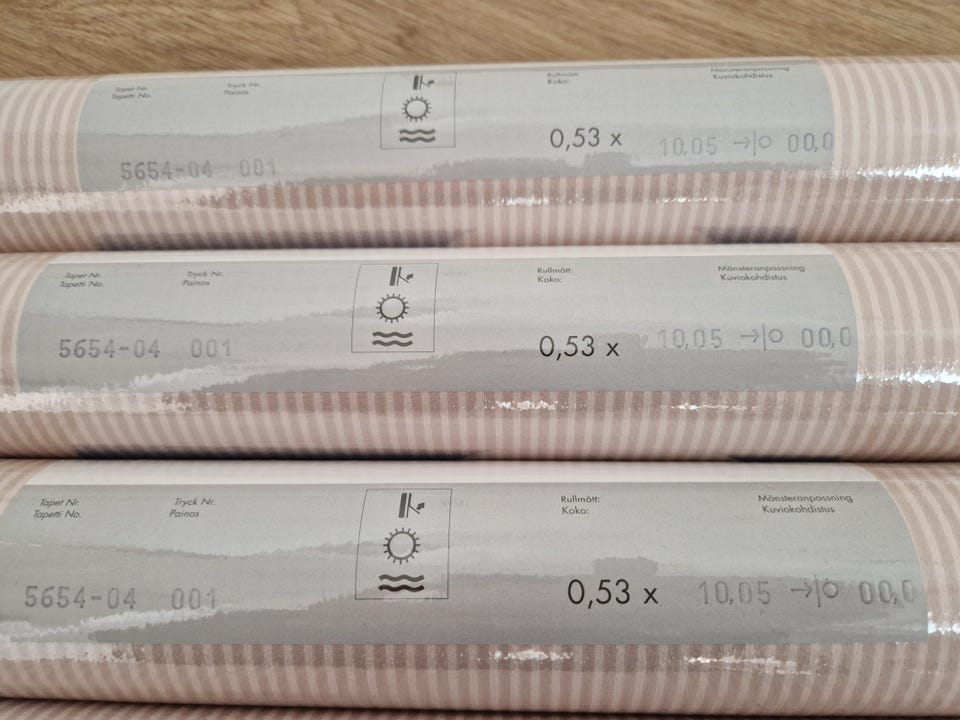 Tapet Nr. Tryck Nr. Rullmått: Mönsteranpassning
Tapetti No. Painos Koko: Kuviokohdistus
5654-04 001 0,53 x 10,05 →|○ 00,0
Tapet Nr. Tryck Nr. Rullmått: Mönsteranpassning
Tapetti No. Painos Koko: Kuviokohdistus
5654-04 001 0,53 x 10,05 →|○ 00,0
Tapet Nr. Tryck Nr. Rullmått: Mönsteranpassning
Tapetti No. Painos Koko: Kuviokohdistus
5654-04 001 0,53 x 10,05 →|○ 00,0